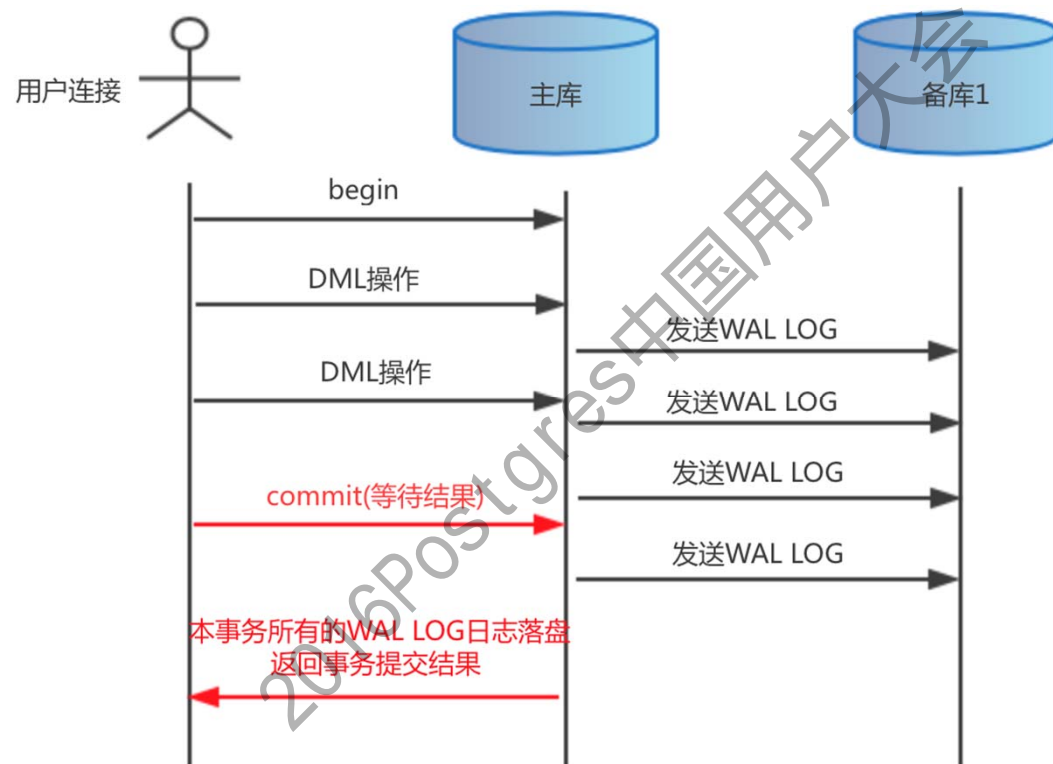 用户连接
主库
备库1
begin
DML操作
发送WAL LOG
DML操作
发送WAL LOG
发送WAL LOG
commit(等待结果)
发送WAL LOG
本事务所有的WAL LOG日志落盘
返回事务提交结果
2016Postgres中国用户大会